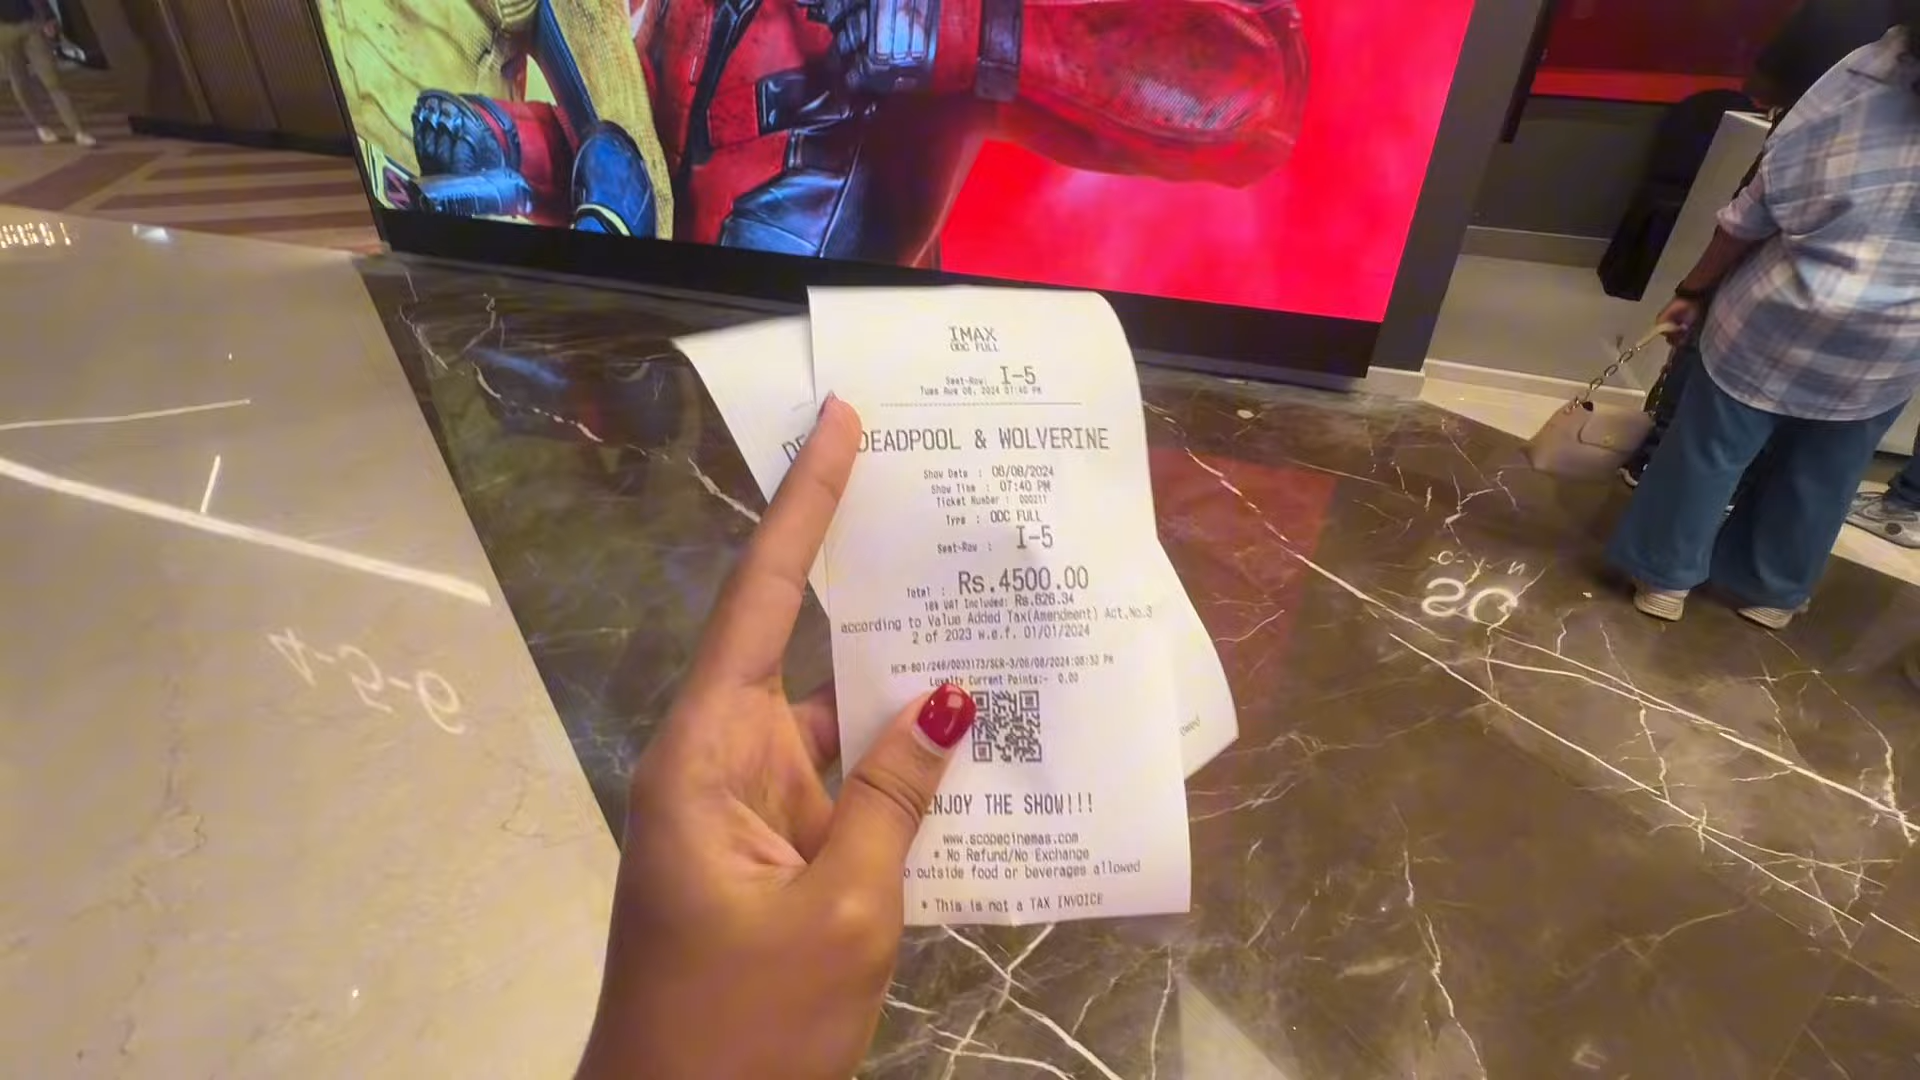 IMAX
ODC FULL
Seat-Row: I-5
Tues Aug 06, 2024 07:40 PM
DEADPOOL & WOLVERINE
Show Date : 06/08/2024
Show Time : 07:40 PM
Ticket Number : 000211
Type : ODC FULL
Seat-Row : I-5
Total : Rs.4500.00
18% VAT Included: Rs.626.34
according to Value Added Tax(Amendment) Act.No.3
2 of 2023 w.e.f. 01/01/2024
Loyalty Current Points:- 0.00
ENJOY THE SHOW!!!
www.scopecinemas.com
* No Refund/No Exchange
outside food or beverages allowed
* This is not a TAX INVOICE